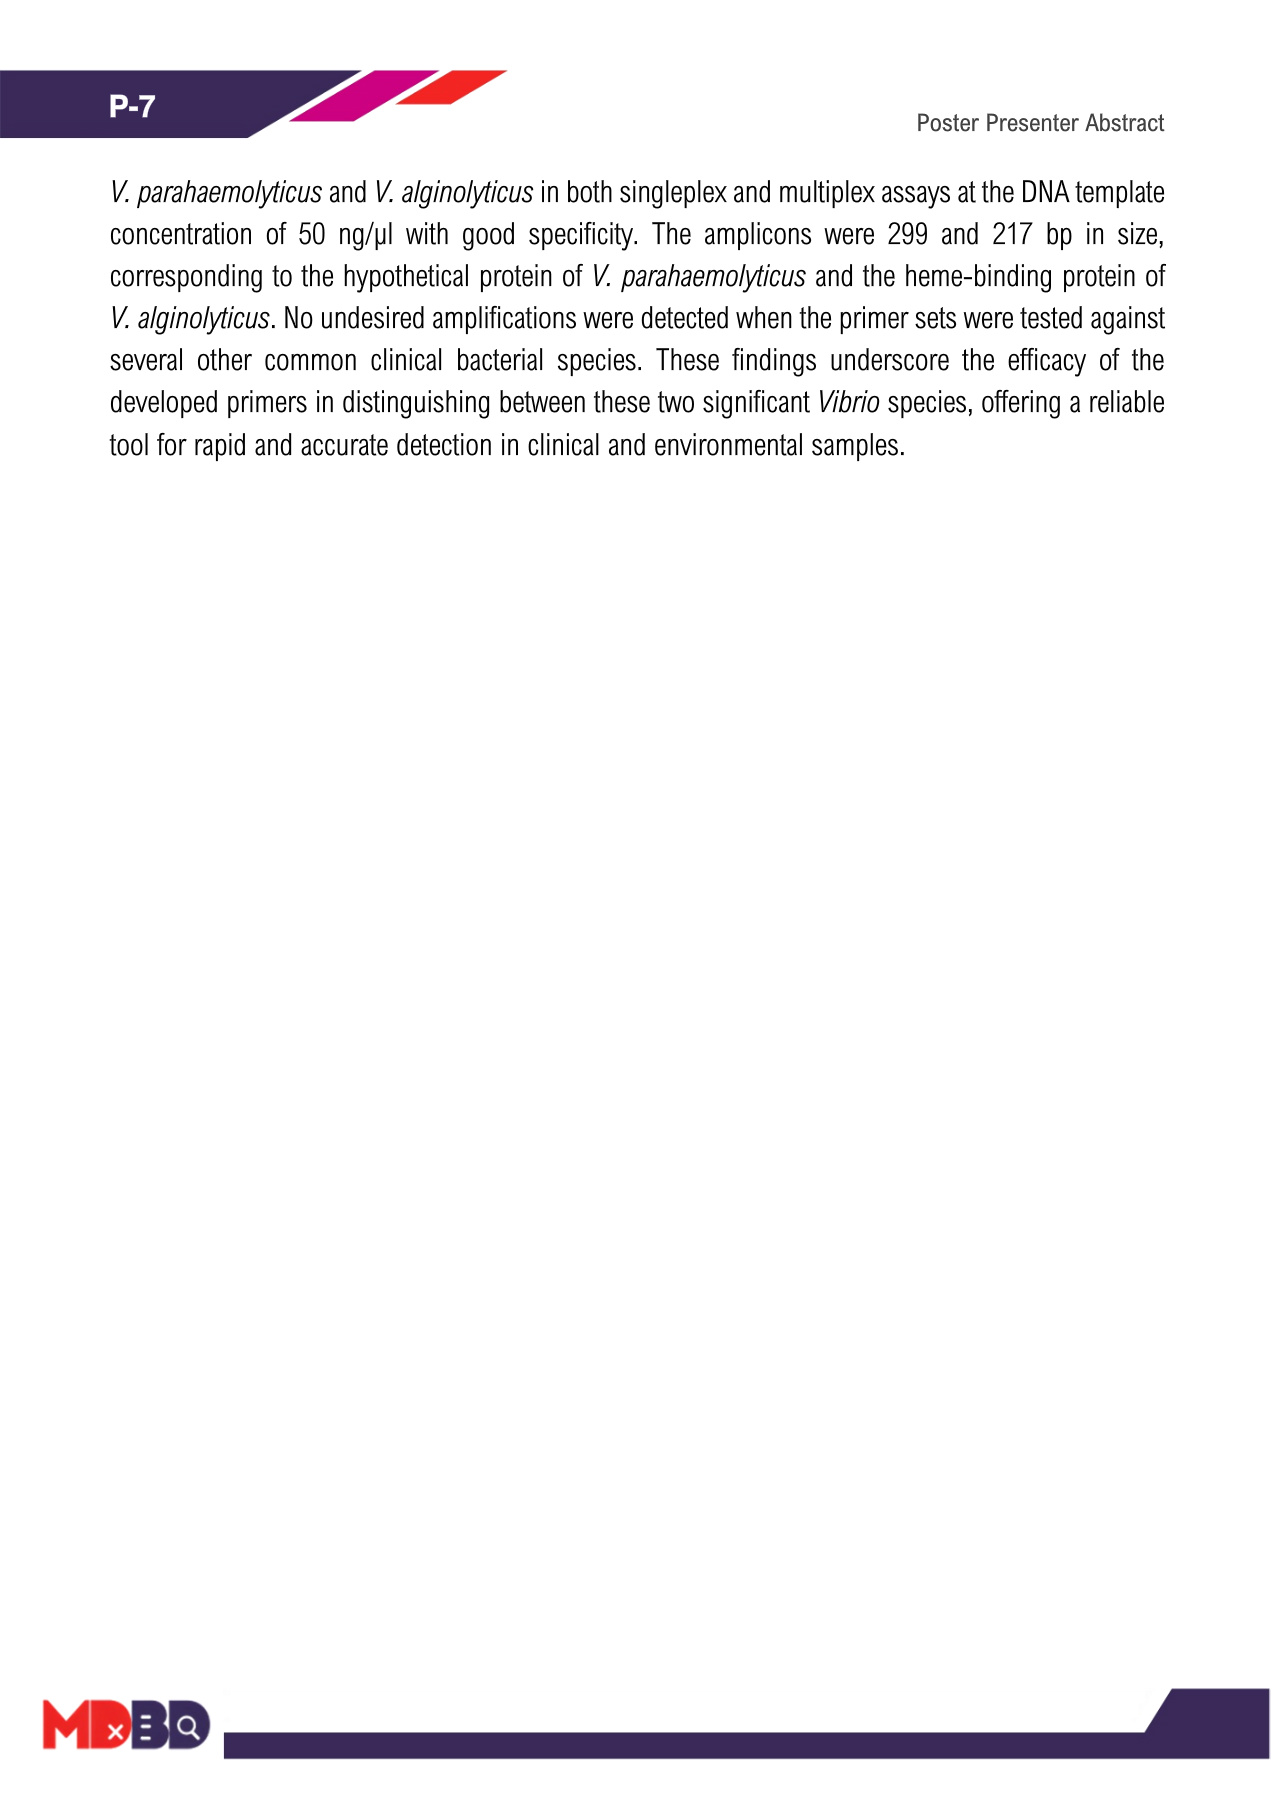 P-7
Poster Presenter Abstract
V. parahaemolyticus and V. alginolyticus in both singleplex and multiplex assays at the DNA template
concentration of 50 ng/µl with good specificity. The amplicons were 299 and 217 bp in size,
corresponding to the hypothetical protein of V. parahaemolyticus and the heme-binding protein of
V. alginolyticus. No undesired amplifications were detected when the primer sets were tested against
several other common clinical bacterial species. These findings underscore the efficacy of the
developed primers in distinguishing between these two significant Vibrio species, offering a reliable
tool for rapid and accurate detection in clinical and environmental samples.
MDxBD